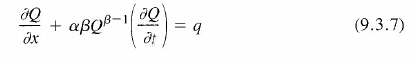 ∂Q/∂x + αβQ^{β−1}(∂Q/∂t) = q (9.3.7)